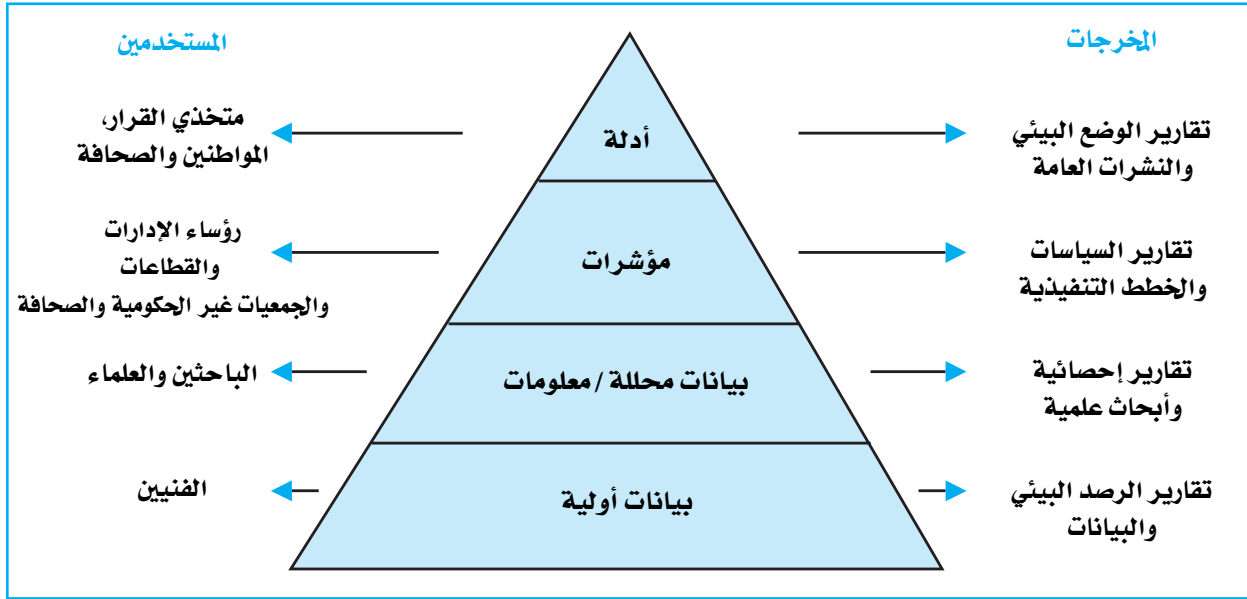 المخرجات
المستخدمين
تقارير الوضع البيئي
والنشرات العامة
أدلة
متخذي القرار،
المواطنين والصحافة
تقارير السياسات
والخطط التنفيذية
مؤشرات
رؤساء الإدارات
والقطاعات
والجمعيات غير الحكومية والصحافة
تقارير إحصائية
وأبحاث علمية
بيانات محللة / معلومات
الباحثين والعلماء
تقارير الرصد البيئي
والبيانات
بيانات أولية
الفنيين